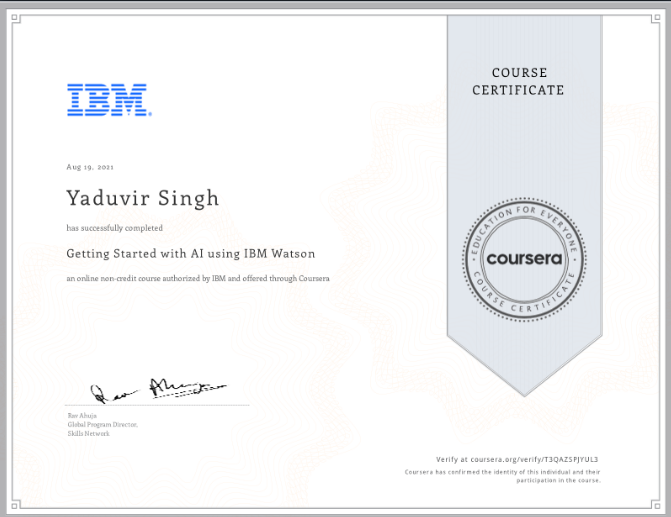 IBM
COURSE
CERTIFICATE
Aug 19, 2021
Yaduvir Singh
has successfully completed
Getting Started with AI using IBM Watson
an online non-credit course authorized by IBM and offered through Coursera
EDUCATION FOR EVERYONE
coursera
COURSE CERTIFICATE
Rav Ahuja
Global Program Director,
Skills Network
Verify at coursera.org/verify/T3QAZSPJYUL3
Coursera has confirmed the identity of this individual and their
participation in the course.